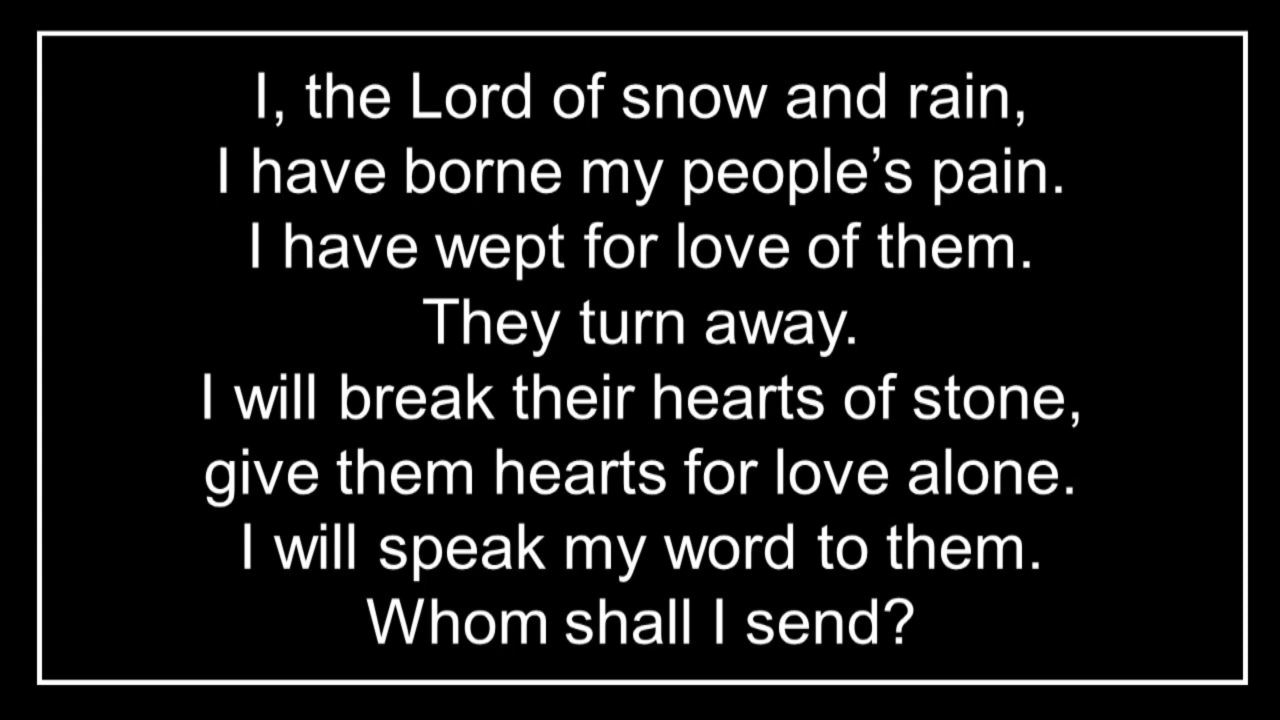 I, the Lord of snow and rain,
I have borne my people’s pain.
I have wept for love of them.
They turn away.
I will break their hearts of stone,
give them hearts for love alone.
I will speak my word to them.
Whom shall I send?